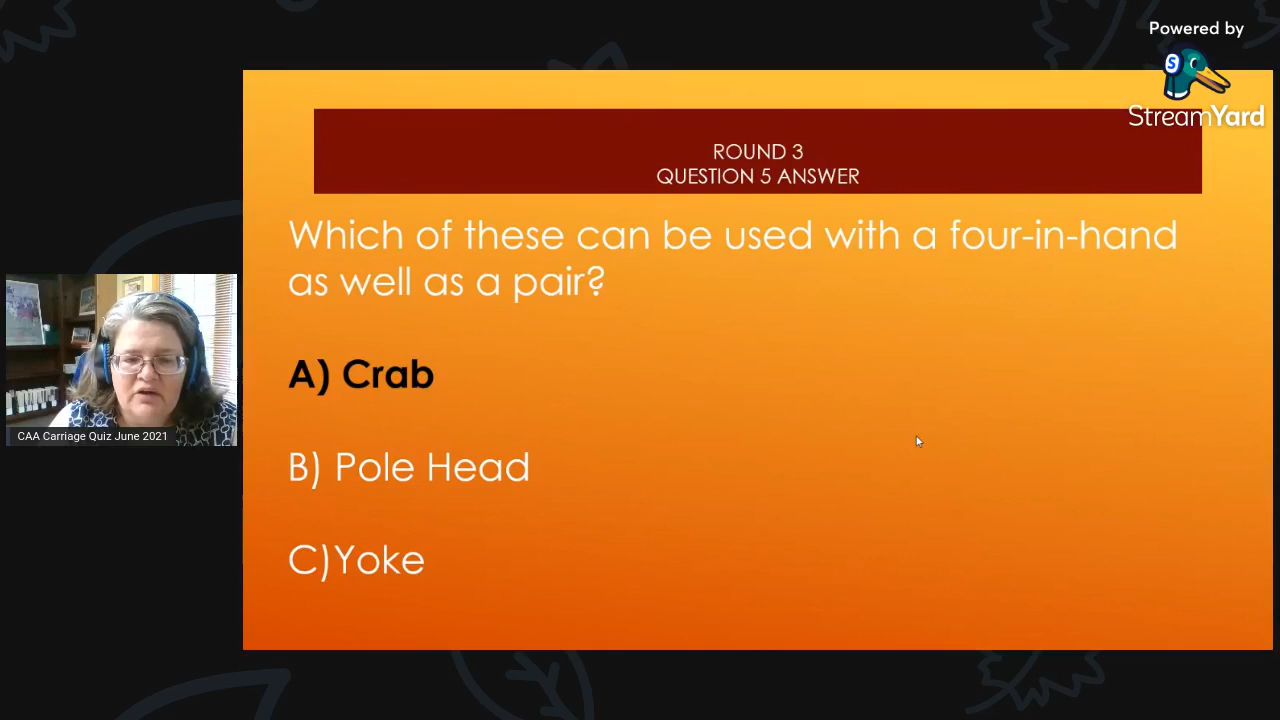 Powered by
StreamYard
ROUND 3
QUESTION 5 ANSWER
Which of these can be used with a four-in-hand
as well as a pair?
A) Crab
B) Pole Head
C)Yoke
CAA Carriage Quiz June 2021